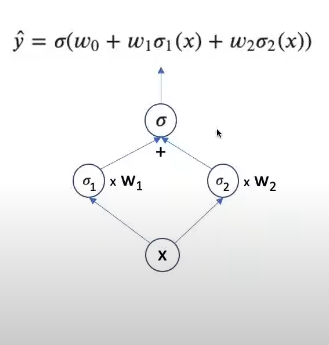 ŷ = σ(w₀ + w₁σ₁(x) + w₂σ₂(x))
σ
+
σ₁ x W₁ σ₂ x W₂
X